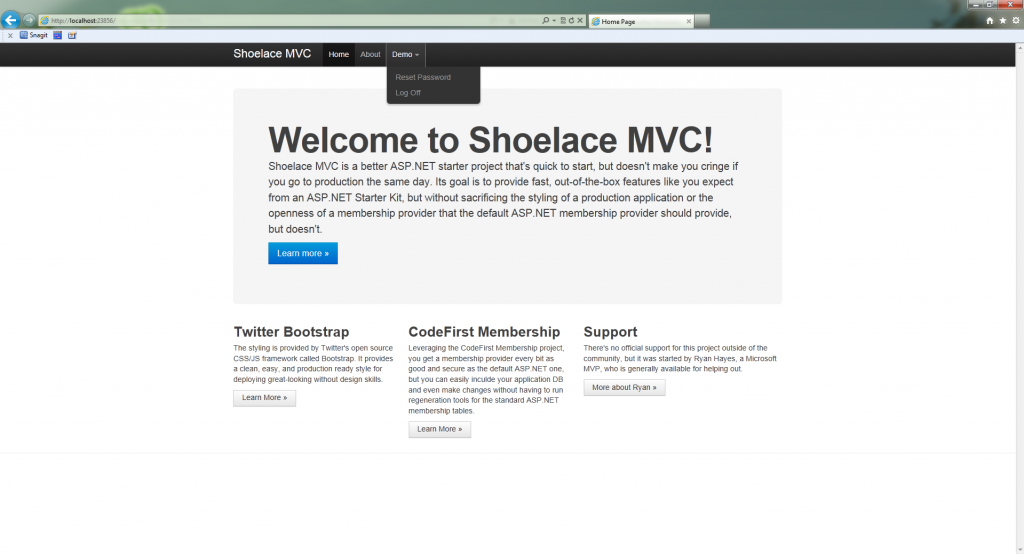 http://localhost:23856/
Home Page
Snagit
Shoelace MVC Home About Demo
Reset Password
Log Off
Welcome to Shoelace MVC!
Shoelace MVC is a better ASP.NET starter project that's quick to start, but doesn't make you cringe if
you go to production the same day. Its goal is to provide fast, out-of-the-box features like you expect
from an ASP.NET Starter Kit, but without sacrificing the styling of a production application or the
openness of a membership provider that the default ASP.NET membership provider should provide,
but doesn't.
Learn more »
Twitter Bootstrap
The styling is provided by Twitter's open source
CSS/JS framework called Bootstrap. It provides
a clean, easy, and production ready style for
deploying great-looking without design skills.
Learn More »
CodeFirst Membership
Leveraging the CodeFirst Membership project,
you get a membership provider every bit as
good and secure as the default ASP.NET one,
but you can easily inculde your application DB
and even make changes without having to run
regeneration tools for the standard ASP.NET
membership tables.
Learn More »
Support
There's no official support for this project outside of the
community, but it was started by Ryan Hayes, a Microsoft
MVP, who is generally available for helping out.
More about Ryan »